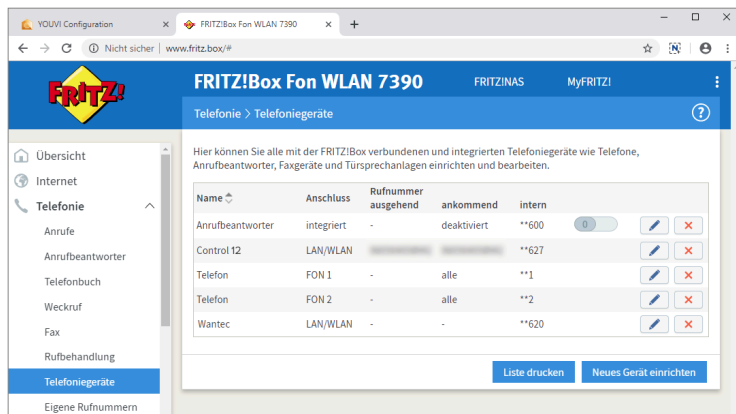 YOUVI Configuration
FRITZ!Box Fon WLAN 7390
Nicht sicher | www.fritz.box/#
FRITZ!
FRITZ!Box Fon WLAN 7390 FRITZ!NAS MyFRITZ!
Telefonie > Telefoniegeräte
Übersicht
Internet
Telefonie
Anrufe
Anrufbeantworter
Telefonbuch
Weckruf
Fax
Rufbehandlung
Telefoniegeräte
Eigene Rufnummern
Hier können Sie alle mit der FRITZ!Box verbundenen und integrierten Telefoniegeräte wie Telefone,
Anrufbeantworter, Faxgeräte und Türsprechanlagen einrichten und bearbeiten.
Name Anschluss Rufnummer ausgehend ankommend intern
Anrufbeantworter integriert - deaktiviert **600 0
Control 12 LAN/WLAN **627
Telefon FON 1 - alle **1
Telefon FON 2 - alle **2
Wantec LAN/WLAN - - **620
Liste drucken Neues Gerät einrichten